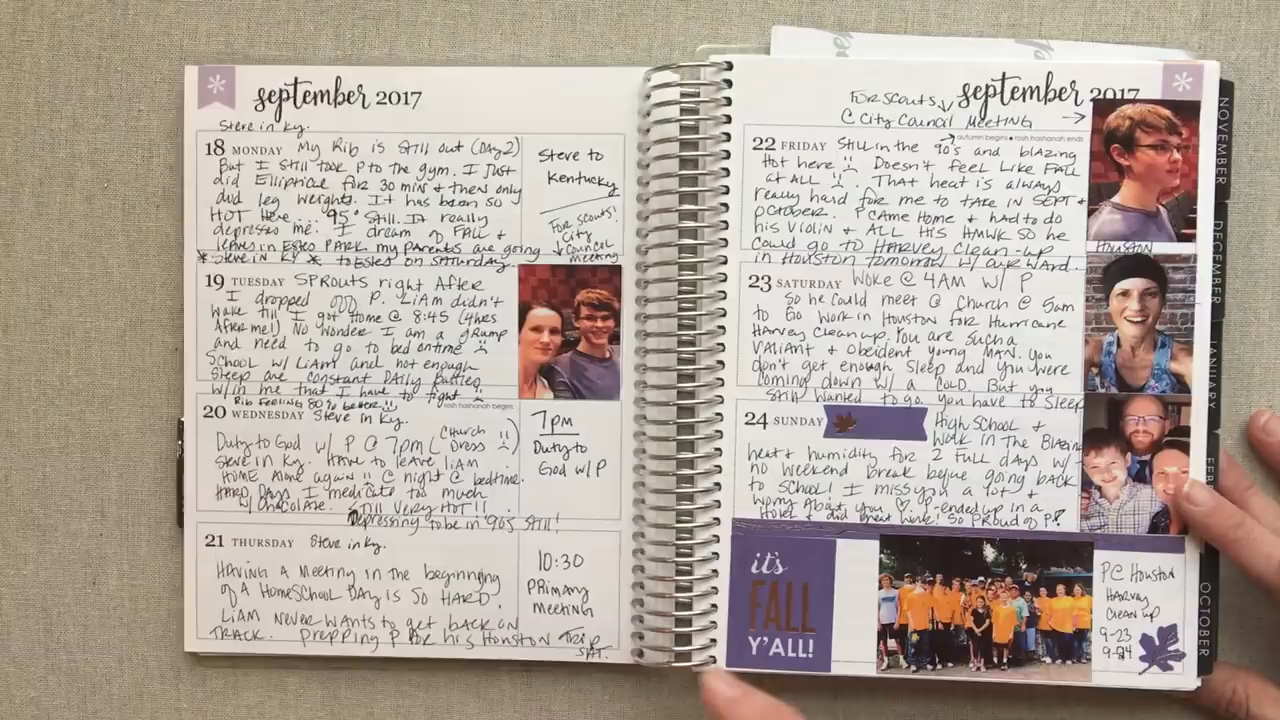 september 2017
Steve in Ky.
18 MONDAY My Rib is still out (Day 2)
But I still took P to the gym. I Just
did Elliptical for 30 min & then only
did leg weights. It has been so
HOT Here... 95° still. It really
depresses me. I dream of FALL &
leaves in Estes Park my parents are going
* Steve in KY * to Estes on Saturday.
Steve to
Kentucky
For scouts!
City
Council
Meeting
19 TUESDAY SPROUTS right After
I dropped off P. Liam didn't
wake till I got Home @ 8:45 (4hrs
After me!) No wonder I am a grump
and need to go to bed on time
School w/ Liam and not enough
Sleep are constant Daily battles
w/in me that I have to fight
Rib feeling 80% better
20 WEDNESDAY Steve in Ky.
rosh hashanah begins
Duty to God w/ P @ 7pm (Church Dress)
Steve in Ky. Have to leave Liam
Home alone again @ night @ bedtime.
HARD Days I medicate too much
w/ chocolate. Still very HOT!!
Depressing to be in '90s still!
7pm
Duty to
God w/ P
21 THURSDAY Steve in Ky.
Having a Meeting in the beginning
of a Homeschool Day is so HARD.
Liam never wants to get back on
TRACK. prepping P for his Houston Trip
SAT.
10:30
Primary
Meeting
september 2017
For scouts
@ City Council Meeting →
autumn begins • rosh hashanah ends
22 FRIDAY Still in the 90's and blazing
Hot here Doesn't feel Like FALL
at ALL. That heat is always
really hard for me to take in Sept &
October. P came Home & had to do
his Violin & ALL His HMWK so he
could go to HARVEY Clean-up
in Houston tomorrow w/ our Ward.
HOUSTON
23 SATURDAY Woke @ 4AM w/ P
So he could meet @ Church @ 5am
to Go Work in Houston for Hurricane
Harvey Cleanup. You are such a
VALIANT & Obedient young MAN. You
don't get enough Sleep and you were
coming down w/ a COLD. But you
still wanted to go. you have to Sleep
24 SUNDAY
High School &
Work in The Blazing
heat & humidity for 2 Full days w/
no weekend break before going back
to School! I miss you a lot &
worry About you P ended up in a
Hotel & did great work! So PROUD of P!
it's
FALL
Y'ALL!
PC Houston
Harvey
Clean up
9-23
9-24
NOVEMBER
DECEMBER
JANUARY
FEB
OCTOBER